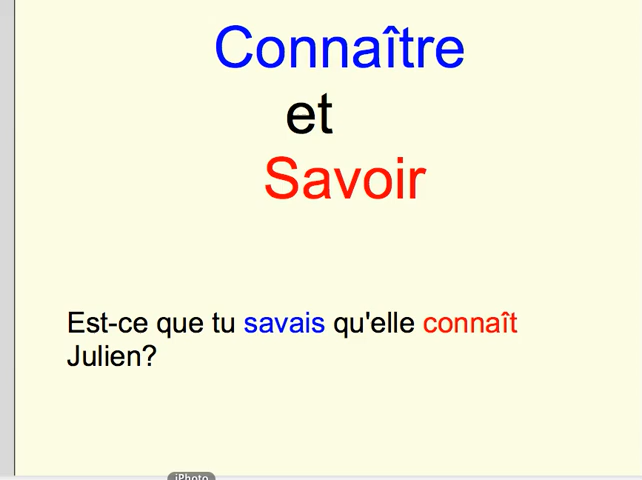 Connaître
et
Savoir
Est-ce que tu savais qu'elle connaît
Julien?
iPhoto